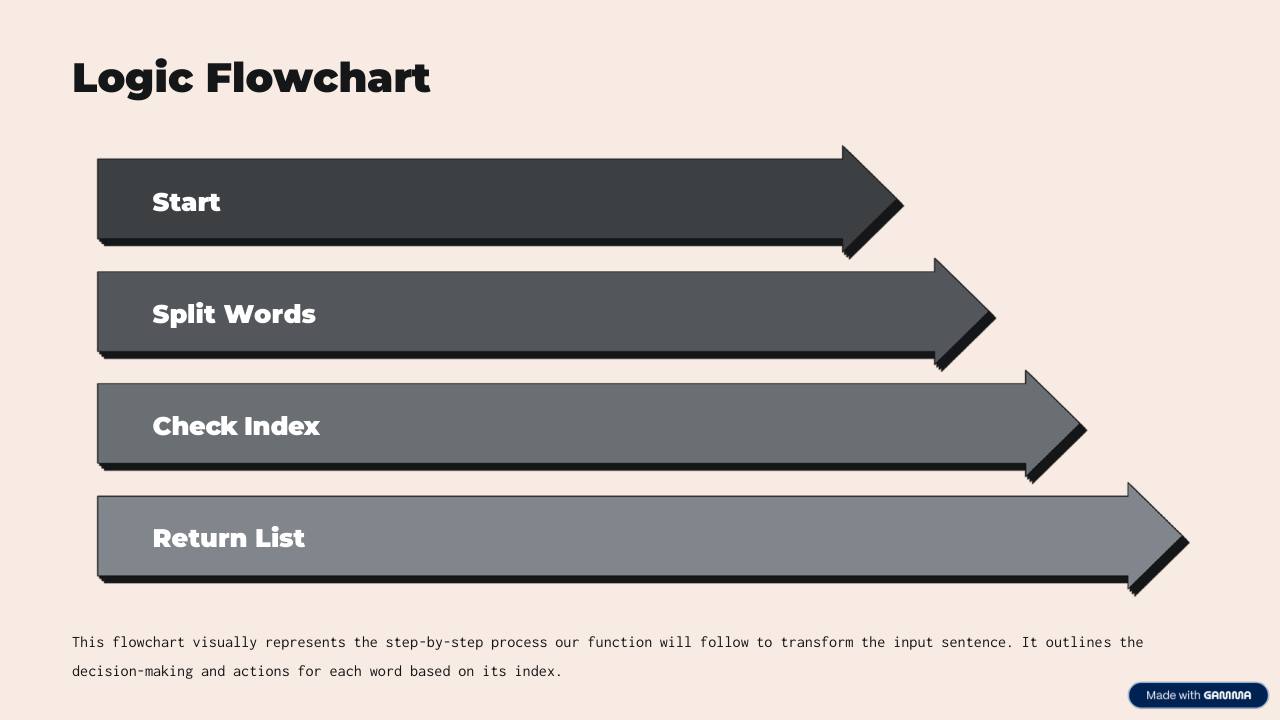 Logic Flowchart
Start
Split Words
Check Index
Return List
This flowchart visually represents the step-by-step process our function will follow to transform the input sentence. It outlines the
decision-making and actions for each word based on its index.
Made with GAMMA